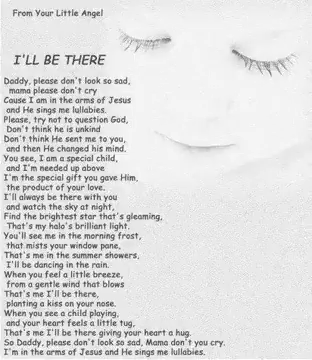 From Your Little Angel
I'LL BE THERE
Daddy, please don't look so sad,
mama please don't cry
Cause I am in the arms of Jesus
and He sings me lullabies.
Please, try not to question God,
Don't think he is unkind
Don't think He sent me to you,
and then He changed his mind.
You see, I am a special child,
and I'm needed up above
I'm the special gift you gave Him,
the product of your love.
I'll always be there with you
and watch the sky at night,
Find the brightest star that's gleaming,
That's my halo's brilliant light.
You'll see me in the morning frost,
that mists your window pane,
That's me in the summer showers,
I'll be dancing in the rain.
When you feel a little breeze,
from a gentle wind that blows
That's me I'll be there,
planting a kiss on your nose.
When you see a child playing,
and your heart feels a little tug,
That's me I'll be there giving your heart a hug.
So Daddy, please don't look so sad, Mama don't you cry.
I'm in the arms of Jesus and He sings me lullabies.